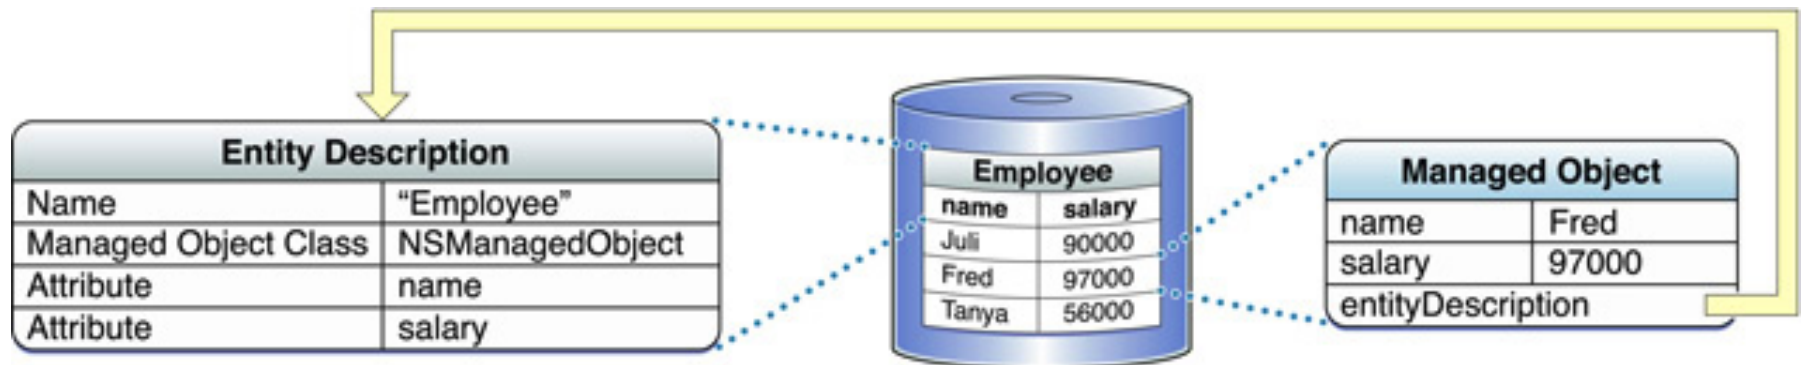 Entity Description
Name “Employee”
Managed Object Class NSManagedObject
Attribute name
Attribute salary
Employee
name salary
Juli 90000
Fred 97000
Tanya 56000
Managed Object
name Fred
salary 97000
entityDescription